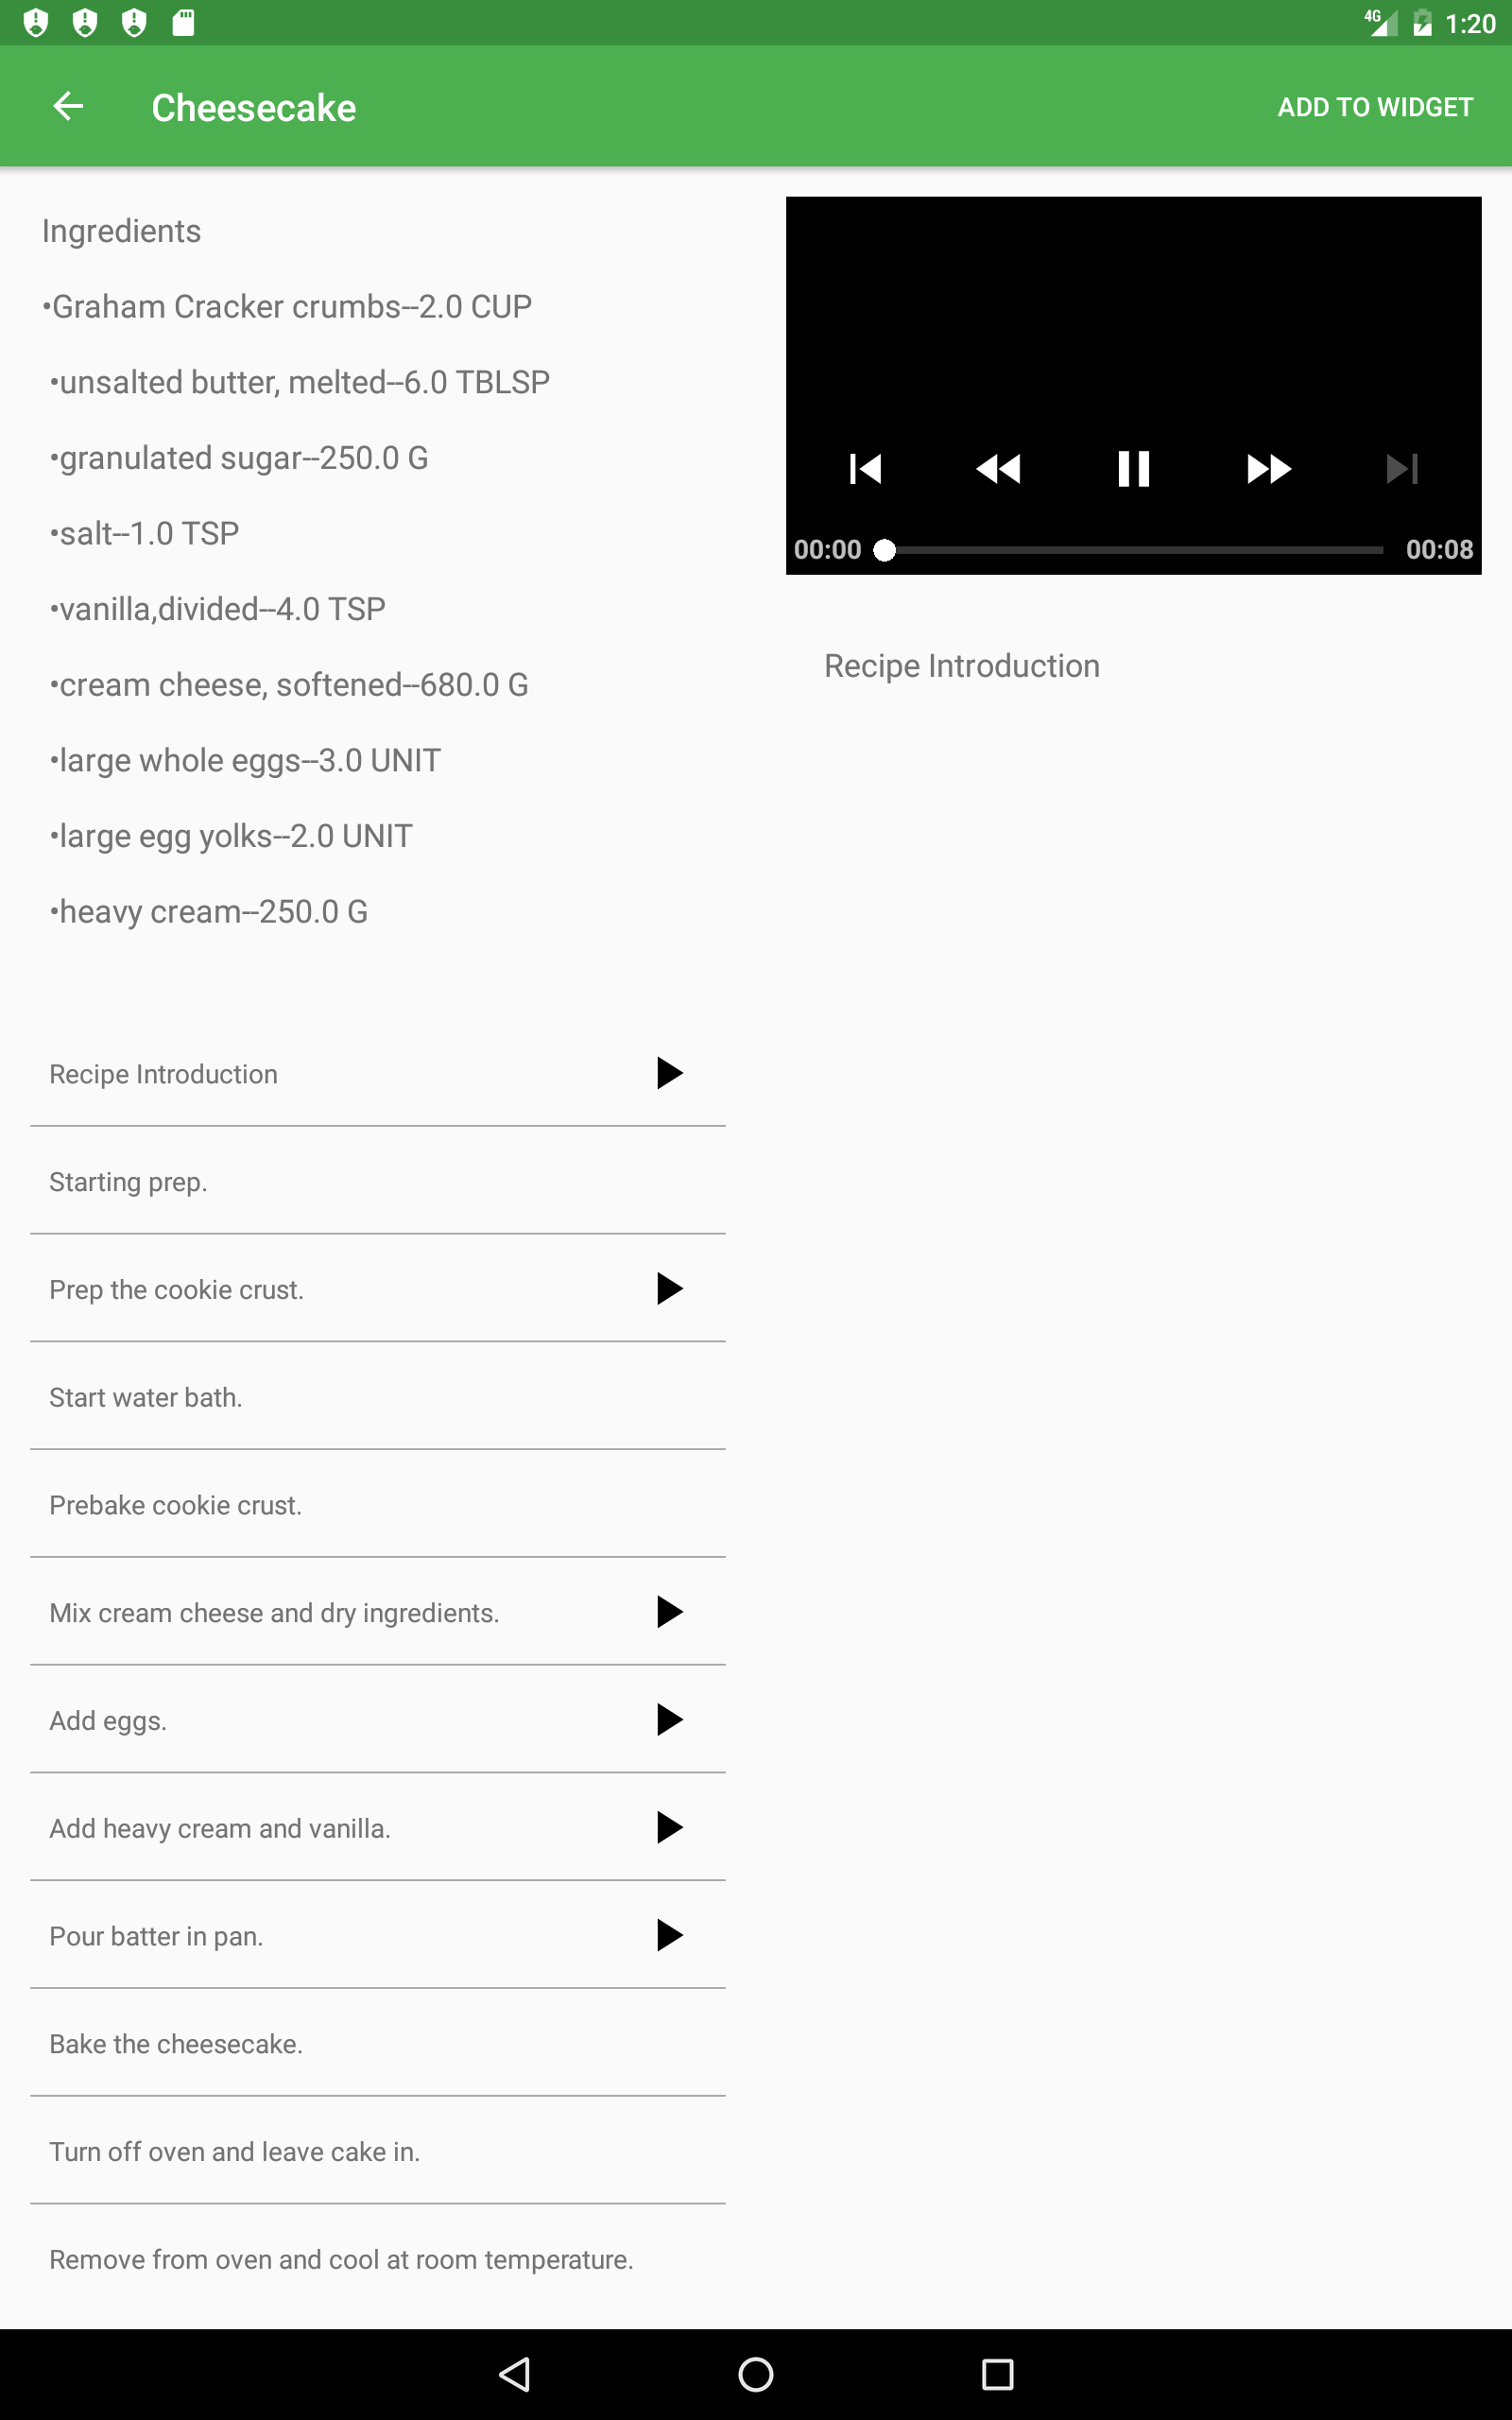 4G 1:20
Cheesecake
ADD TO WIDGET
Ingredients
•Graham Cracker crumbs--2.0 CUP
•unsalted butter, melted--6.0 TBLSP
•granulated sugar--250.0 G
•salt--1.0 TSP
•vanilla,divided--4.0 TSP
•cream cheese, softened--680.0 G
•large whole eggs--3.0 UNIT
•large egg yolks--2.0 UNIT
•heavy cream--250.0 G
Recipe Introduction
Starting prep.
Prep the cookie crust.
Start water bath.
Prebake cookie crust.
Mix cream cheese and dry ingredients.
Add eggs.
Add heavy cream and vanilla.
Pour batter in pan.
Bake the cheesecake.
Turn off oven and leave cake in.
Remove from oven and cool at room temperature.
00:00 00:08
Recipe Introduction